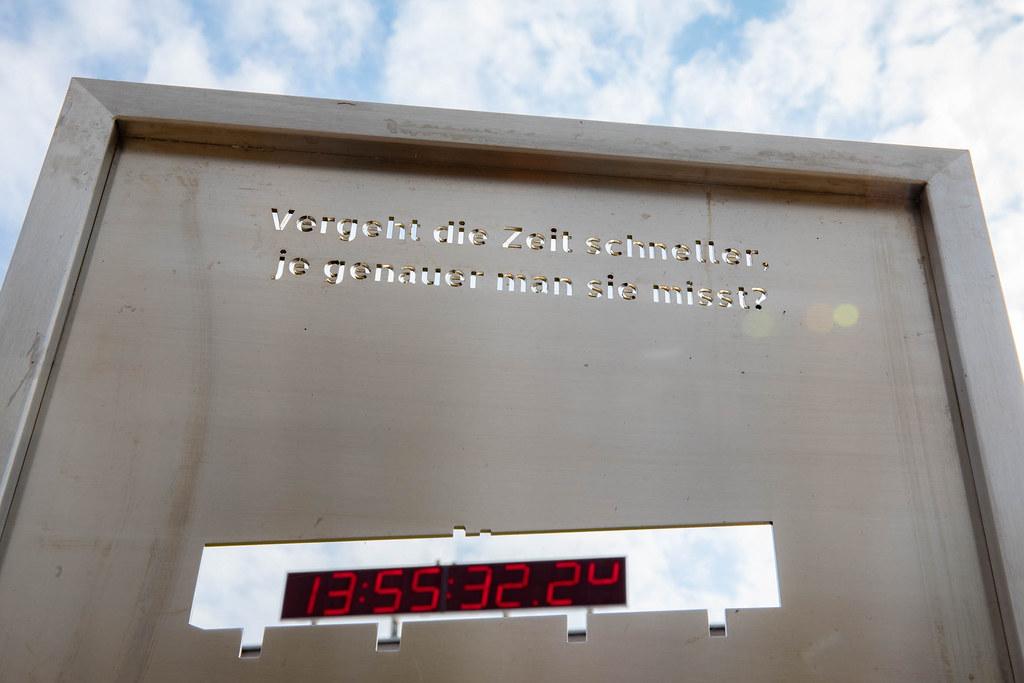 Vergeht die Zeit schneller,
je genauer man sie misst?
13:55:32.24